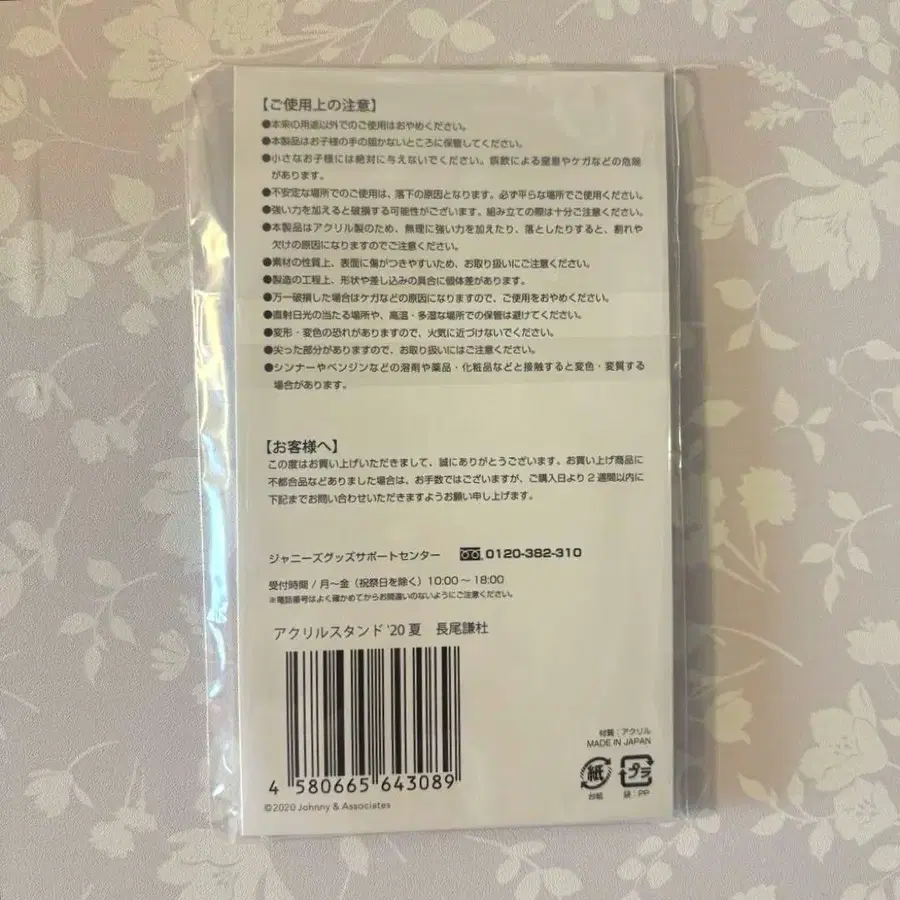 【ご使用上の注意】
●本来の用途以外でのご使用はおやめください。
●本製品はお子様の手の届かないところに保管してください。
●小さなお子様には絶対に与えないでください。誤飲による窒息やケガなどの危険
があります。
●不安定な場所でのご使用は、落下の原因となります。必ず平らな場所でご使用ください。
●強い力を加えると破損する可能性がございます。組み立ての際は十分ご注意ください。
●本製品はアクリル製のため、無理に強い力を加えたり、落としたりすると、割れや
欠けの原因になりますのでご注意ください。
●素材の性質上、表面に傷がつきやすいため、お取り扱いにご注意ください。
●製造の工程上、形状や差し込みの具合に個体差があります。
●万一破損した場合はケガなどの原因になりますので、ご使用をおやめください。
●直射日光の当たる場所や、高温・多湿な場所での保管は避けてください。
●変形・変色の恐れがありますので、火気に近づけないでください。
●尖った部分がありますので、お取り扱いにはご注意ください。
●シンナーやベンジンなどの溶剤や薬品・化粧品などと接触すると変色・変質する
場合があります。
【お客様へ】
この度はお買い上げいただきまして、誠にありがとうございます。お買い上げ商品に
不都合品などありました場合は、お手数ではございますが、ご購入日より2週間以内に
下記までお問い合わせいただきますようお願い申し上げます。
ジャニーズグッズサポートセンター 0120-382-310
受付時間/月〜金(祝祭日を除く)10:00〜18:00
※電話番号はよく確かめてからお間違いのないようにご注意ください。
アクリルスタンド'20夏 長尾謙杜
4 580665 643089
©2020 Johnny & Associates
材質:アクリル
MADE IN JAPAN
紙 プラ
台紙 袋:PP